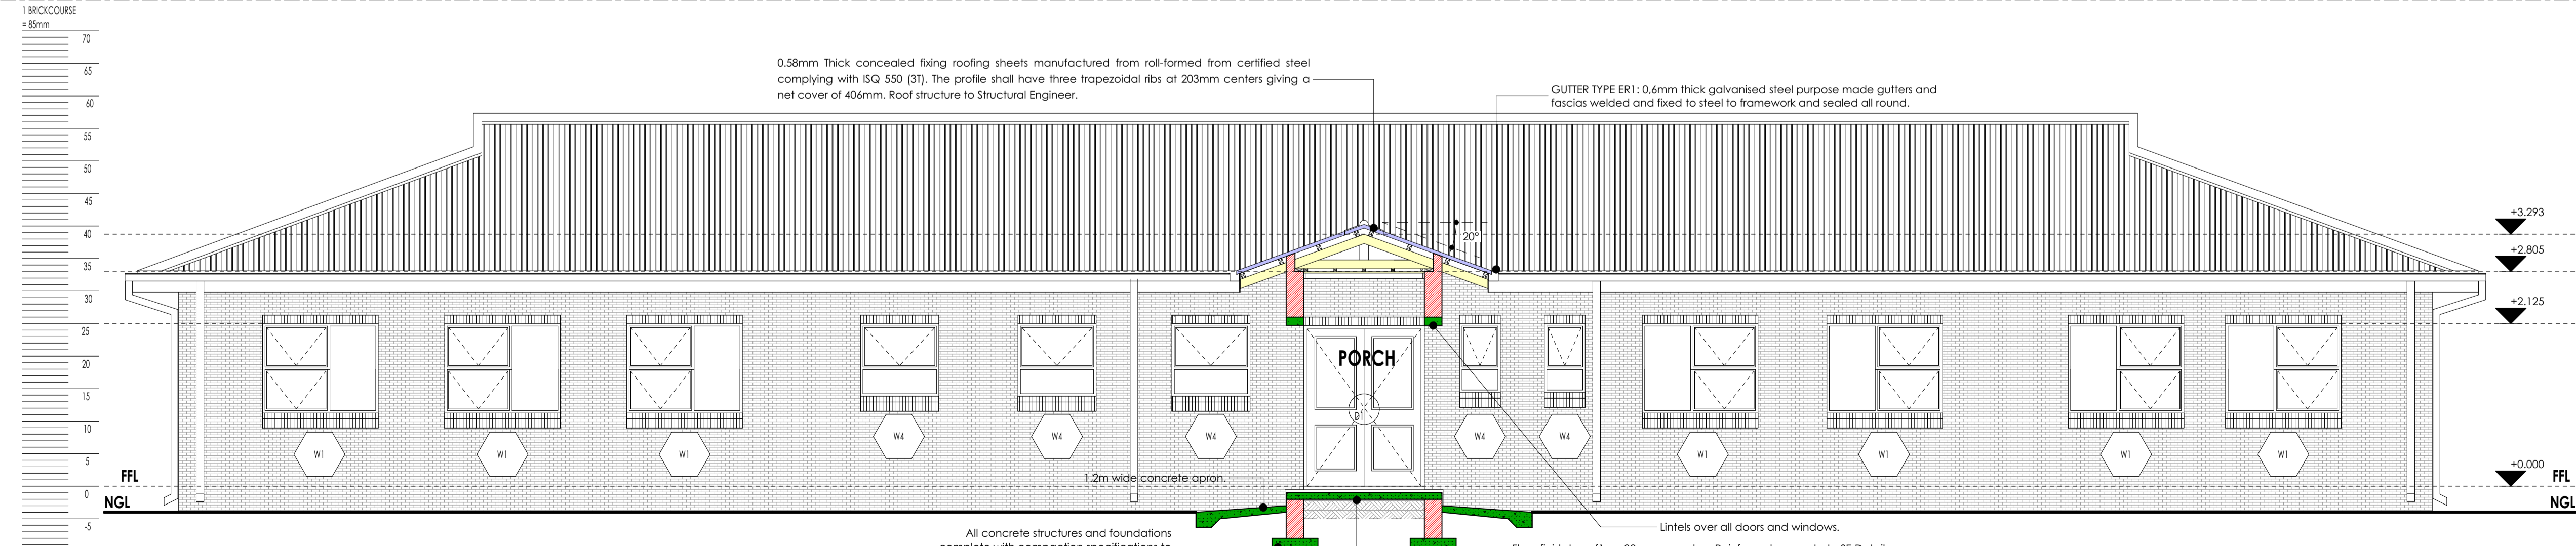 1 BRICKCOURSE
= 85mm
70
65
60
55
50
45
40
35
30
25
20
15
10
5
0
-5
0.58mm Thick concealed fixing roofing sheets manufactured from roll-formed from certified steel
complying with ISQ 550 (3T). The profile shall have three trapezoidal ribs at 203mm centers giving a
net cover of 406mm. Roof structure to Structural Engineer.
GUTTER TYPE ER1: 0,6mm thick galvanised steel purpose made gutters and
fascias welded and fixed to steel to framework and sealed all round.
20°
+3.293
+2.805
+2.125
+0.000
PORCH
D1
W1
W1
W1
W4
W4
W4
W4
W4
W1
W1
W1
W1
FFL
NGL
FFL
NGL
1.2m wide concrete apron.
Lintels over all doors and windows.
All concrete structures and foundations
complete with compaction specifications to